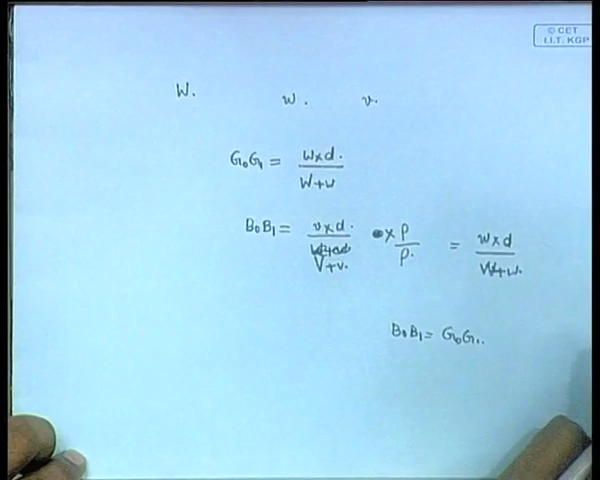 © CET
I.I.T. KGP
W. w. v.
G₀G₁ = w×d. / W+w
B₀B₁ = v×d. / V+v. × ρ / ρ. = w×d / W+w.
B₀B₁ = G₀G₁.